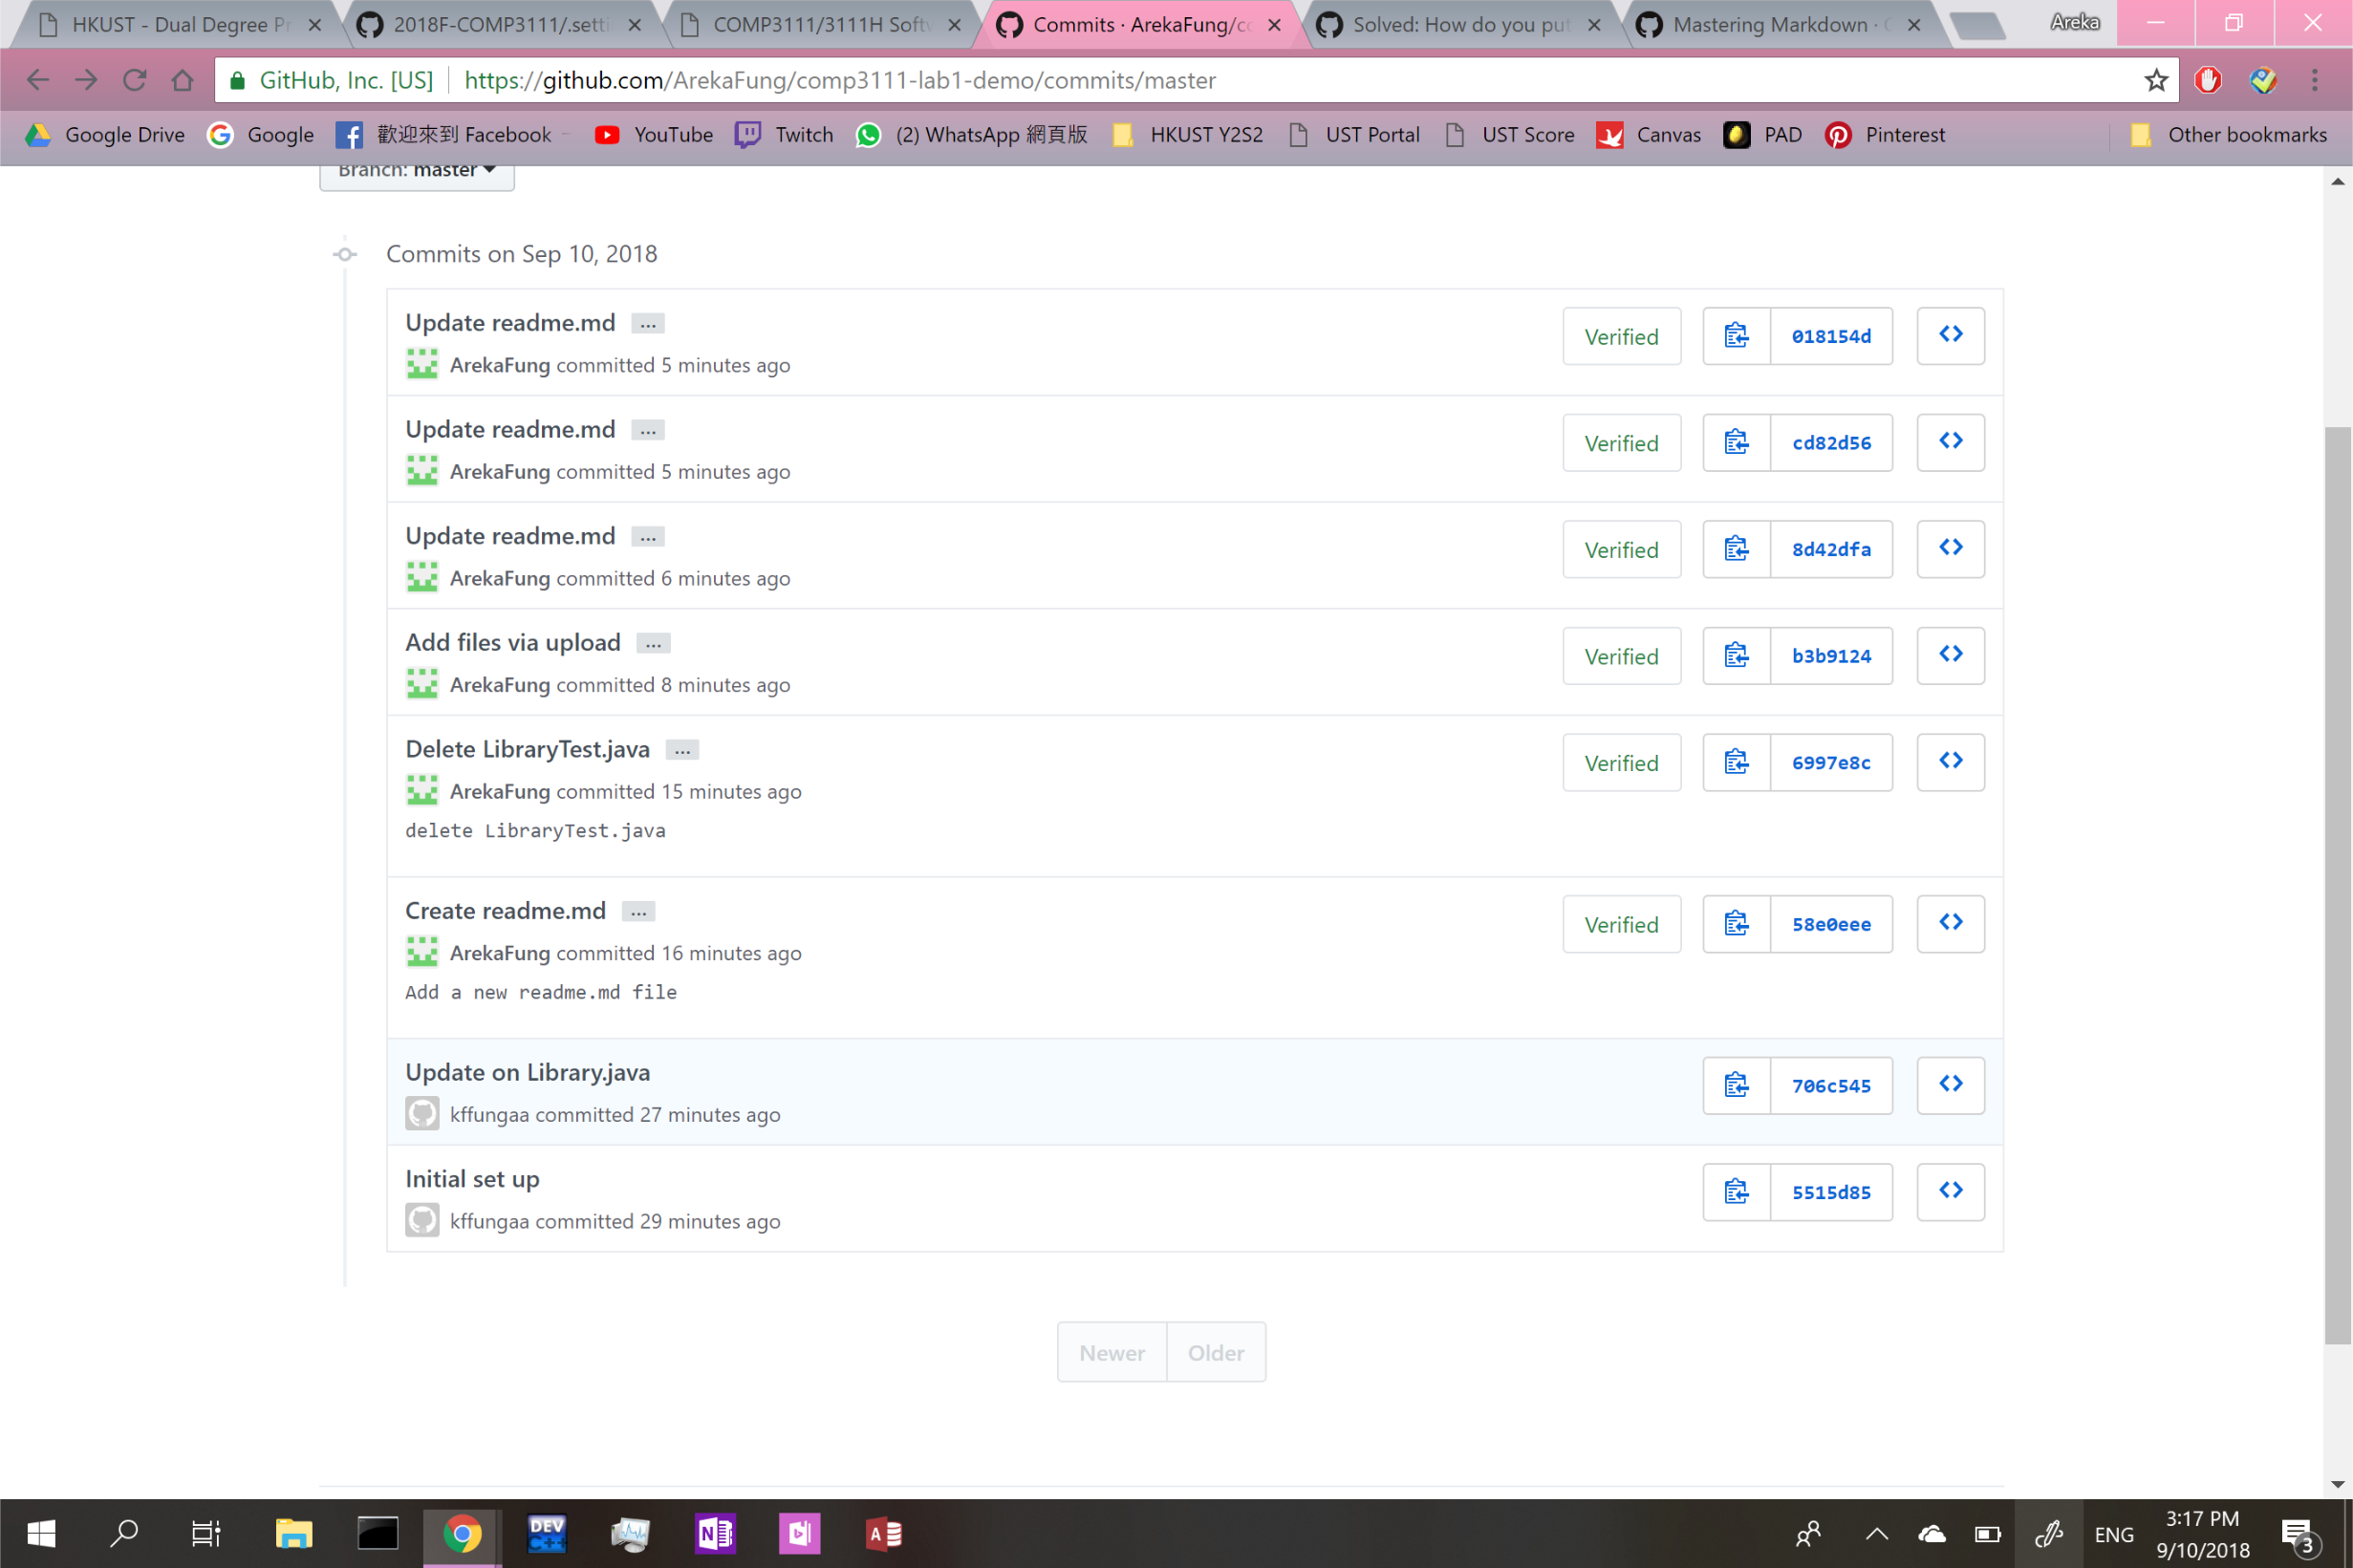 HKUST - Dual Degree Pr
2018F-COMP3111/.setti
COMP3111/3111H Softw
Commits · ArekaFung/co
Solved: How do you put
Mastering Markdown ·
Areka
GitHub, Inc. [US]
https://github.com/ArekaFung/comp3111-lab1-demo/commits/master
Google Drive
Google
歡迎來到 Facebook -
YouTube
Twitch
(2) WhatsApp 網頁版
HKUST Y2S2
UST Portal
UST Score
Canvas
PAD
Pinterest
Other bookmarks
Branch: master
Commits on Sep 10, 2018
Update readme.md ...
Verified
018154d
ArekaFung committed 5 minutes ago
Update readme.md ...
Verified
cd82d56
ArekaFung committed 5 minutes ago
Update readme.md ...
Verified
8d42dfa
ArekaFung committed 6 minutes ago
Add files via upload ...
Verified
b3b9124
ArekaFung committed 8 minutes ago
Delete LibraryTest.java ...
Verified
6997e8c
ArekaFung committed 15 minutes ago
delete LibraryTest.java
Create readme.md ...
Verified
58e0eee
ArekaFung committed 16 minutes ago
Add a new readme.md file
Update on Library.java
706c545
kffungaa committed 27 minutes ago
Initial set up
5515d85
kffungaa committed 29 minutes ago
Newer
Older
DEV
C++
N
b
A
ENG
3:17 PM
9/10/2018
3